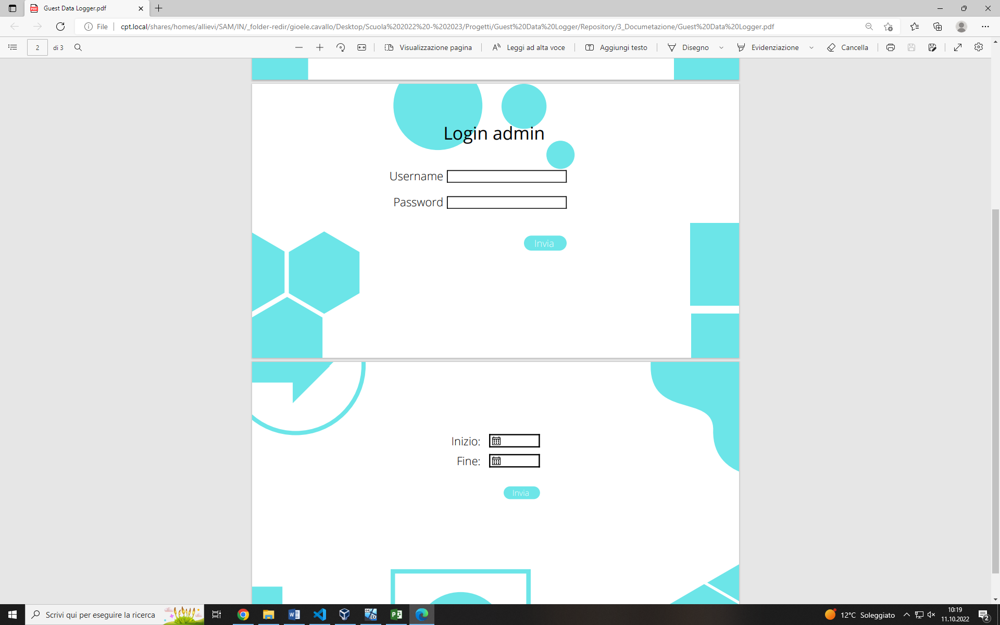 Guest Data Logger.pdf
File
cpt.local/shares/homes/allievi/SAM/IN/_folder-redir/gioele.cavallo/Desktop/Scuola%202022%20-%202023/Progetti/Guest%20Data%20Logger/Repository/3_Documetazione/Guest%20Data%20Logger.pdf
2 di 3
Visualizzazione pagina
Leggi ad alta voce
Aggiungi testo
Disegno
Evidenziazione
Cancella
Login admin
Username
Password
Invia
Inizio:
Fine:
Invia
Scrivi qui per eseguire la ricerca
12°C Soleggiato
10:19
11.10.2022
2